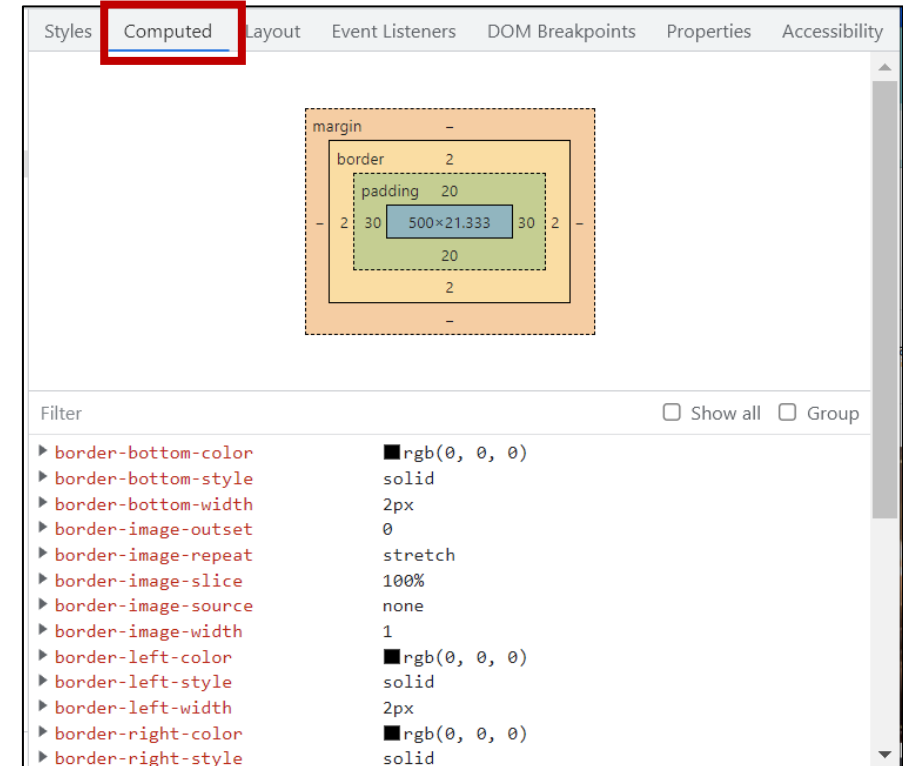 Styles Computed Layout Event Listeners DOM Breakpoints Properties Accessibility
margin –
border 2
padding 20
– 2 30 500×21.333 30 2 –
20
2
–
Filter Show all Group
border-bottom-color rgb(0, 0, 0)
border-bottom-style solid
border-bottom-width 2px
border-image-outset 0
border-image-repeat stretch
border-image-slice 100%
border-image-source none
border-image-width 1
border-left-color rgb(0, 0, 0)
border-left-style solid
border-left-width 2px
border-right-color rgb(0, 0, 0)
border-right-style solid